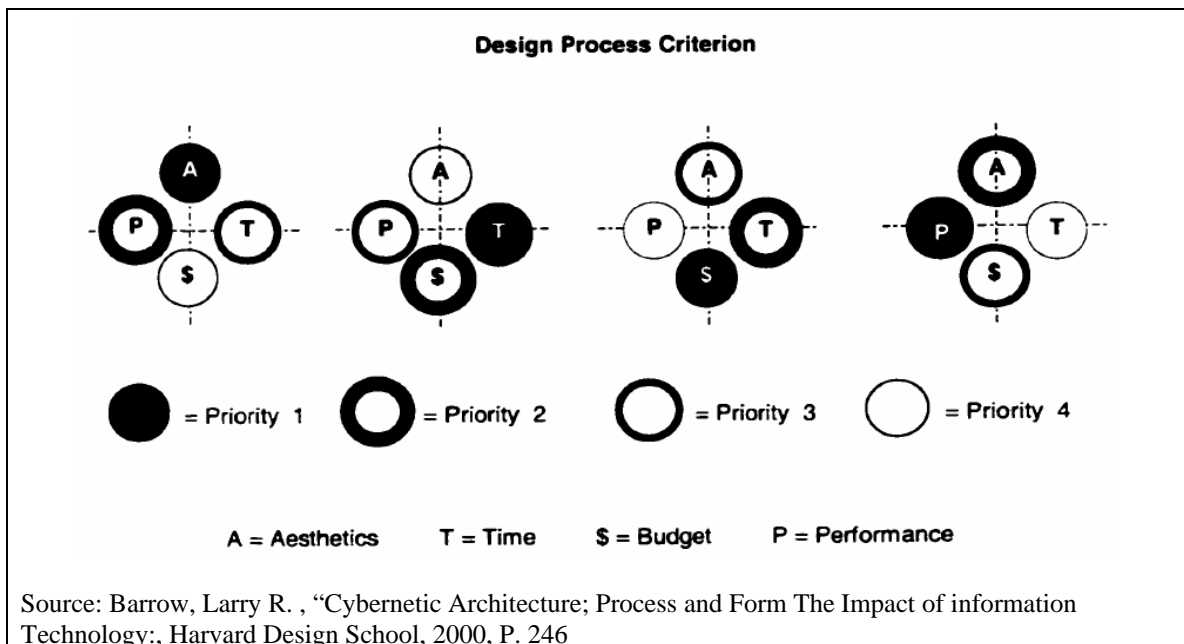 Design Process Criterion
A A A A
P T P T P T P T
$ $ S $
= Priority 1 = Priority 2 = Priority 3 = Priority 4
A = Aesthetics T = Time $ = Budget P = Performance
Source: Barrow, Larry R. , “Cybernetic Architecture; Process and Form The Impact of information
Technology:, Harvard Design School, 2000, P. 246